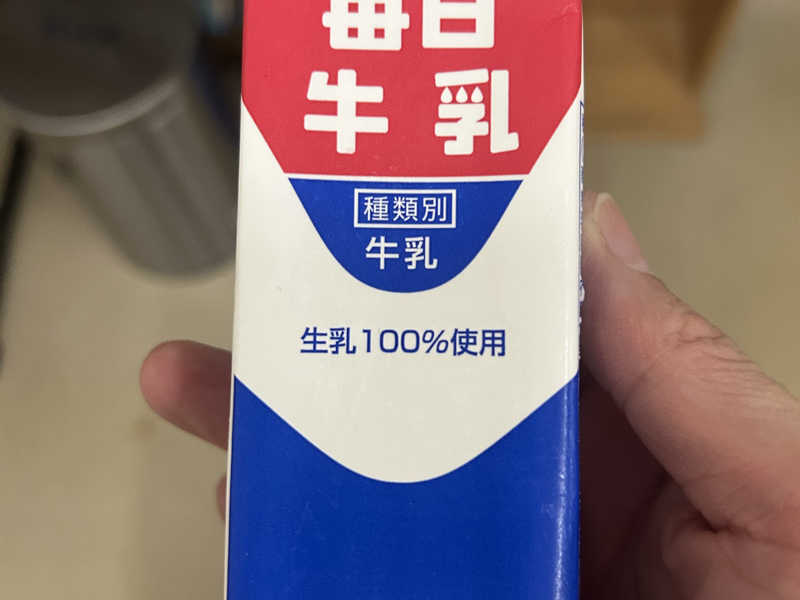 毎日
牛乳
種類別
牛乳
生乳100%使用